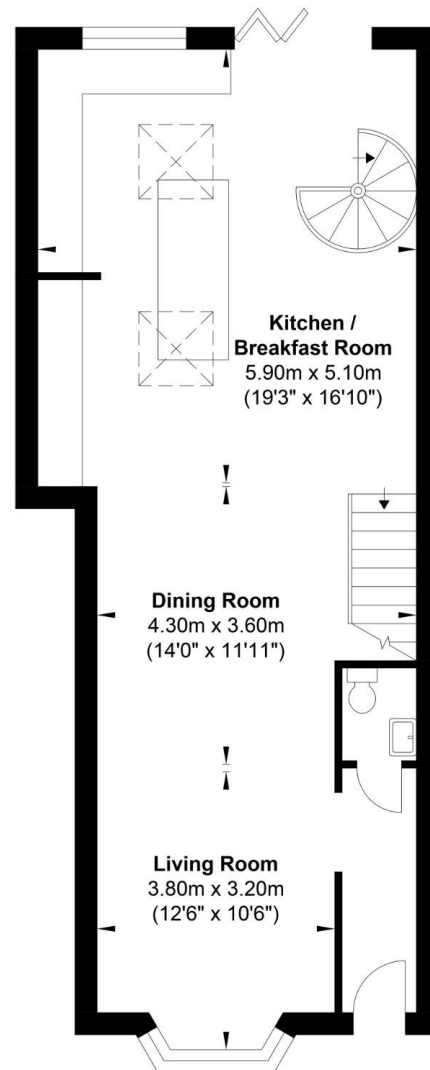 Kitchen /
Breakfast Room
5.90m x 5.10m
(19'3" x 16'10")
Dining Room
4.30m x 3.60m
(14'0" x 11'11")
Living Room
3.80m x 3.20m
(12'6" x 10'6")